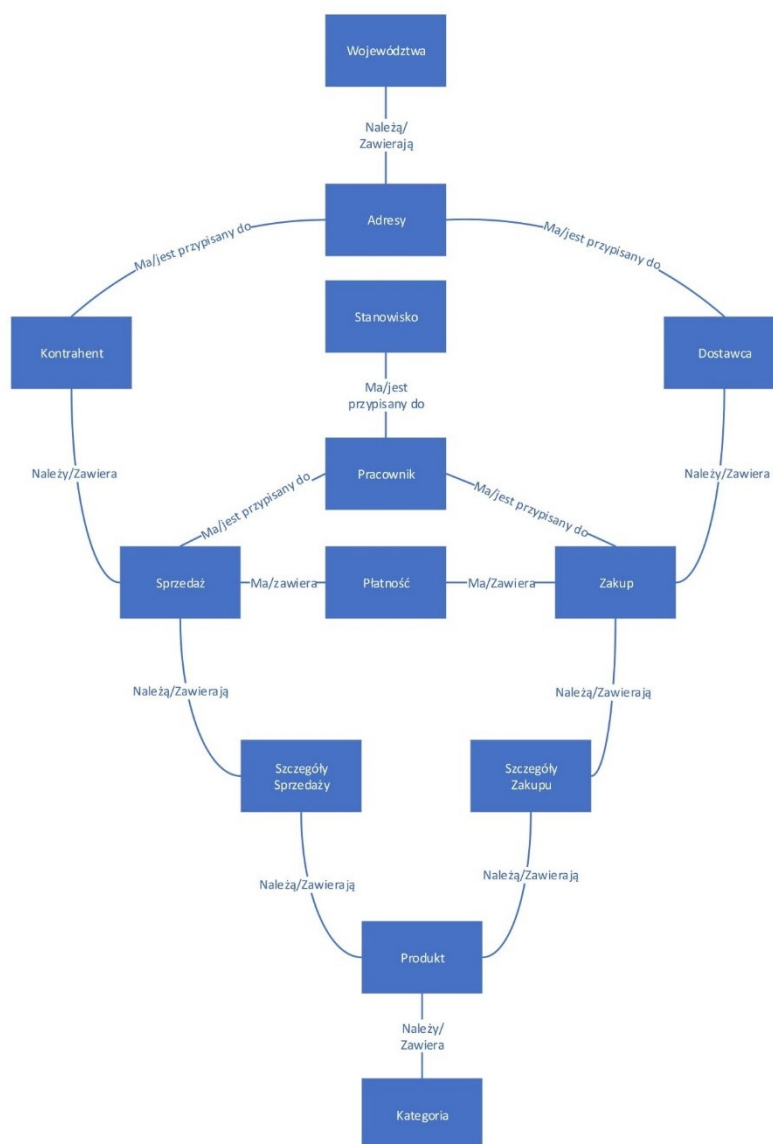 Województwa
Należą/
Zawierają
Adresy
Ma/jest przypisany do
Ma/jest przypisany do
Stanowisko
Kontrahent
Dostawca
Ma/jest
przypisany do
Pracownik
Należy/Zawiera
Należy/Zawiera
Ma/jest przypisany do
Ma/jest przypisany do
Sprzedaż
Ma/zawiera
Płatność
Ma/Zawiera
Zakup
Należą/Zawierają
Należą/Zawierają
Szczegóły
Sprzedaży
Szczegóły
Zakupu
Należą/Zawierają
Należą/Zawierają
Produkt
Należy/
Zawiera
Kategoria